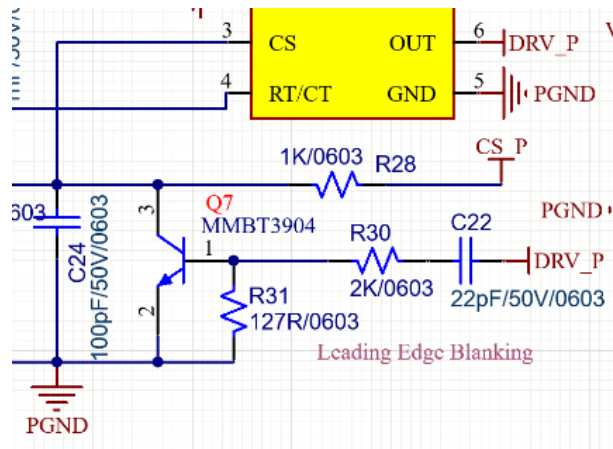 3
CS
OUT
6
DRV_P
4
RT/CT
GND
5
PGND
CS_P
1K/0603
R28
Q7
MMBT3904
3
1
2
603
C24
100pF/50V/0603
R30
2K/0603
C22
22pF/50V/0603
PGND
DRV_P
R31
127R/0603
Leading Edge Blanking
PGND